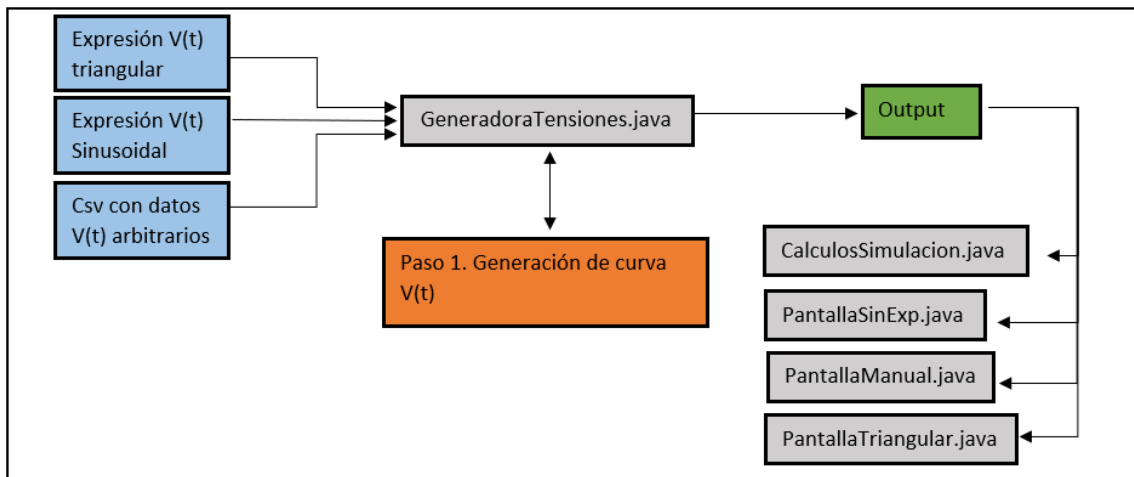 Expresión V(t)
triangular
Expresión V(t)
Sinusoidal
Csv con datos
V(t) arbitrarios
GeneradoraTensiones.java
Output
Paso 1. Generación de curva
V(t)
CalculosSimulacion.java
PantallaSinExp.java
PantallaManual.java
PantallaTriangular.java